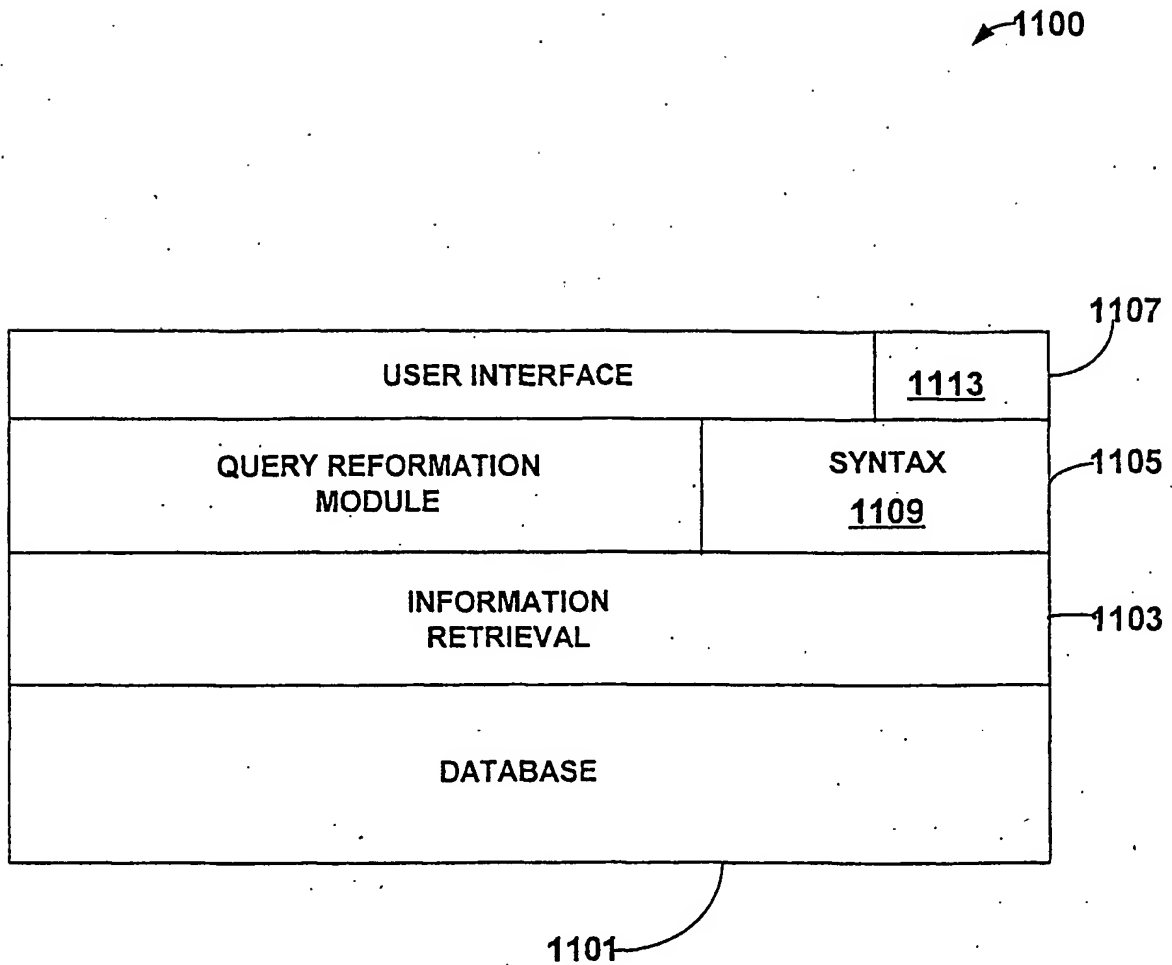 1100
1107
USER INTERFACE
1113
QUERY REFORMATION
MODULE
SYNTAX
1109
1105
INFORMATION
RETRIEVAL
1103
DATABASE
1101